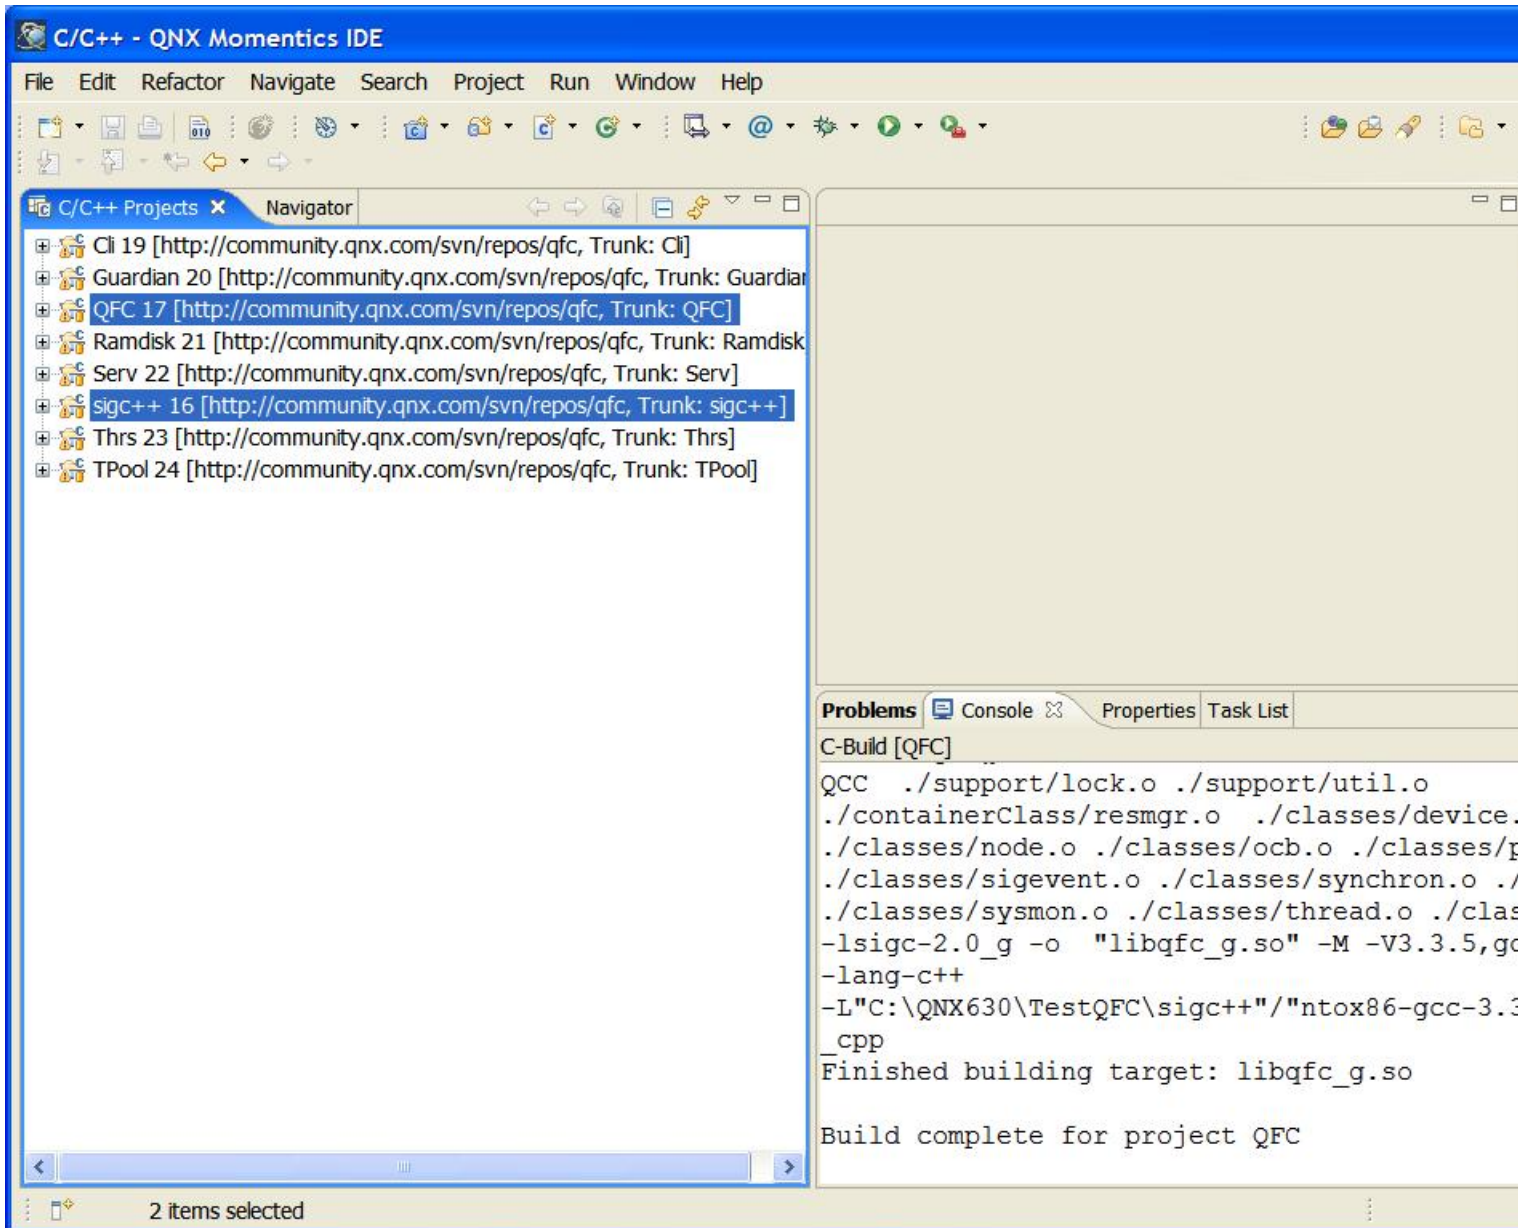 C/C++ - QNX Momentics IDE
File Edit Refactor Navigate Search Project Run Window Help
C/C++ Projects Navigator
Cli 19 [http://community.qnx.com/svn/repos/qfc, Trunk: Cli]
Guardian 20 [http://community.qnx.com/svn/repos/qfc, Trunk: Guardian
QFC 17 [http://community.qnx.com/svn/repos/qfc, Trunk: QFC]
Ramdisk 21 [http://community.qnx.com/svn/repos/qfc, Trunk: Ramdisk
Serv 22 [http://community.qnx.com/svn/repos/qfc, Trunk: Serv]
sigc++ 16 [http://community.qnx.com/svn/repos/qfc, Trunk: sigc++]
Thrs 23 [http://community.qnx.com/svn/repos/qfc, Trunk: Thrs]
TPool 24 [http://community.qnx.com/svn/repos/qfc, Trunk: TPool]
Problems Console Properties Task List
C-Build [QFC]
QCC ./support/lock.o ./support/util.o
./containerClass/resmgr.o ./classes/device.
./classes/node.o ./classes/ocb.o ./classes/p
./classes/sigevent.o ./classes/synchron.o ./
./classes/sysmon.o ./classes/thread.o ./clas
-lsigc-2.0_g -o "libqfc_g.so" -M -V3.3.5,gc
-lang-c++
-L"C:\QNX630\TestQFC\sigc++"/"ntox86-gcc-3.3
_cpp
Finished building target: libqfc_g.so
Build complete for project QFC
2 items selected